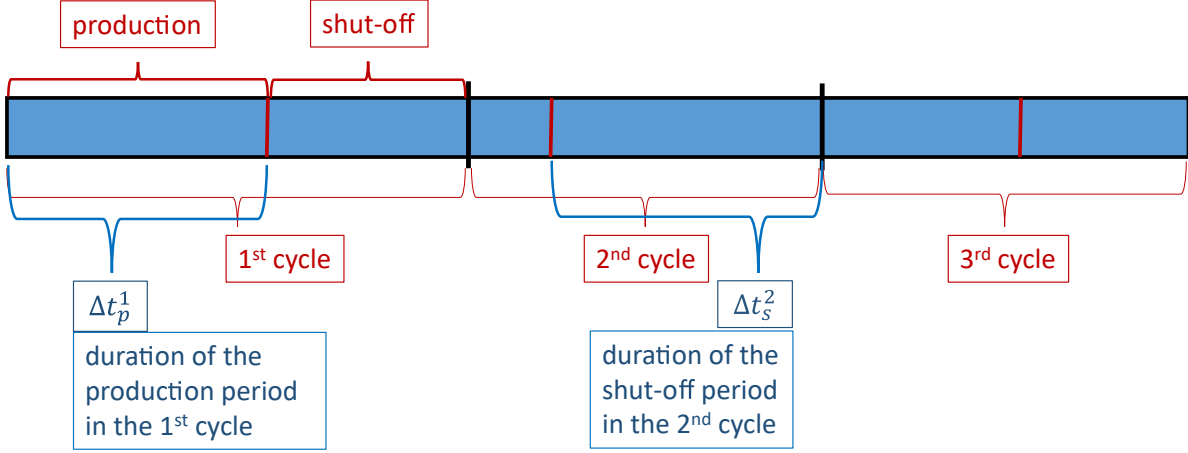 production
shut-off
1st cycle
2nd cycle
3rd cycle
Δt_p^1
duration of the
production period
in the 1st cycle
Δt_s^2
duration of the
shut-off period
in the 2nd cycle